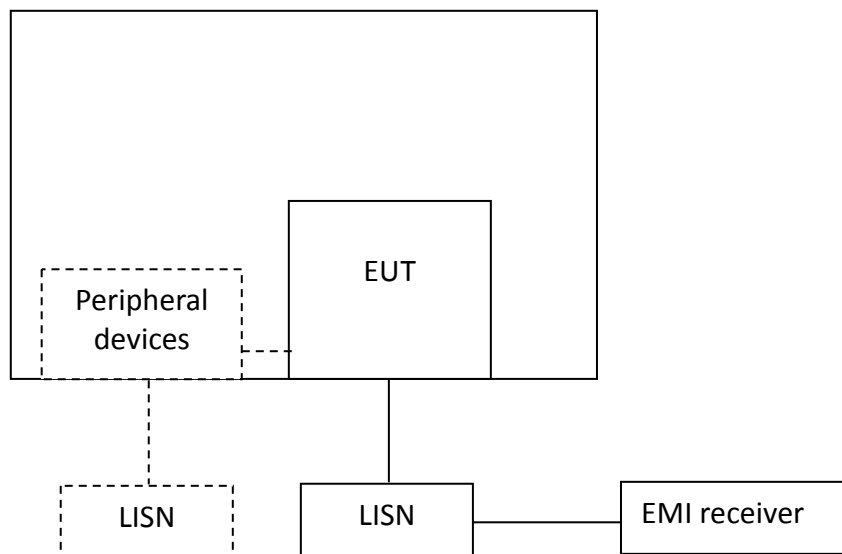 EUT
Peripheral
devices
LISN
LISN
EMI receiver